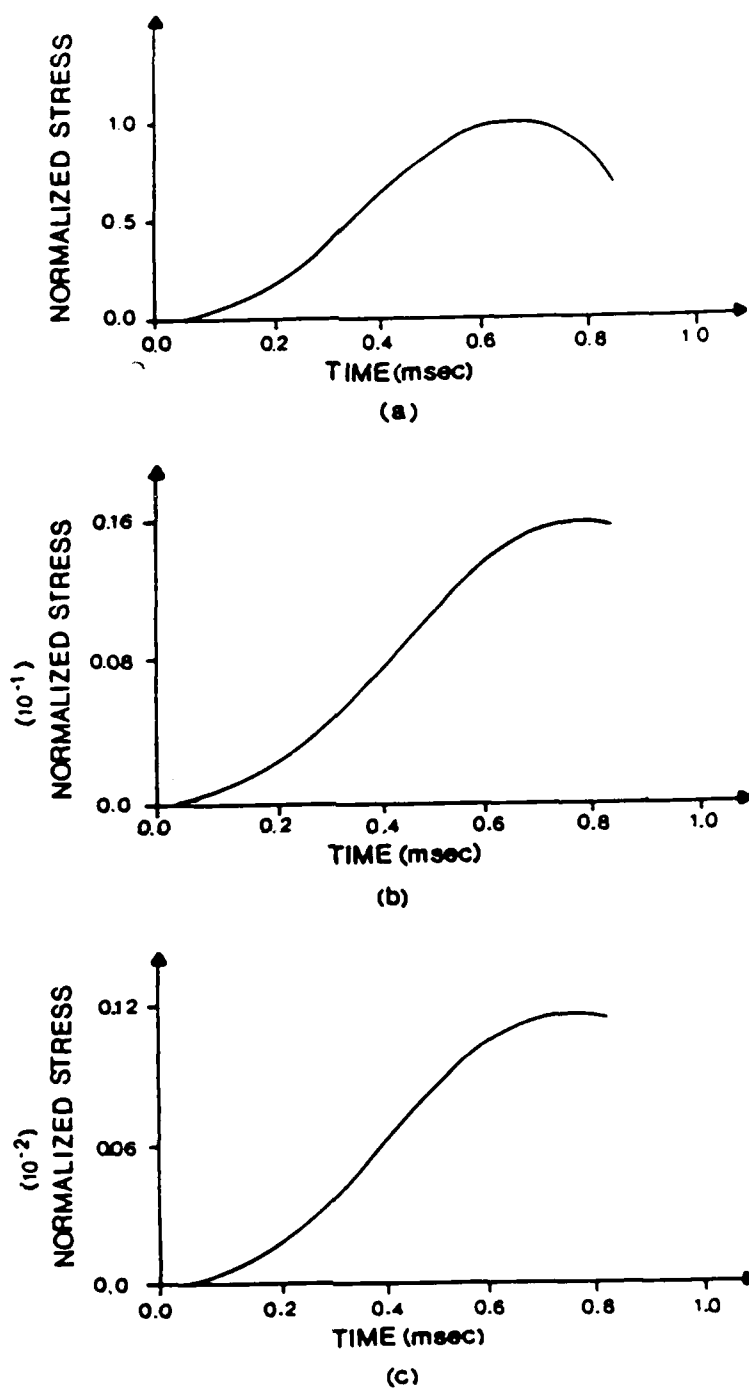 NORMALIZED STRESS
1.0
0.5
0.0
0.0 0.2 0.4 0.6 0.8 1.0
TIME(msec)
(a)
(10-1)
NORMALIZED STRESS
0.16
0.08
0.0
0.0 0.2 0.4 0.6 0.8 1.0
TIME (msec)
(b)
(10-2)
NORMALIZED STRESS
0.12
0.06
0.0
0.0 0.2 0.4 0.6 0.8 1.0
TIME (msec)
(c)